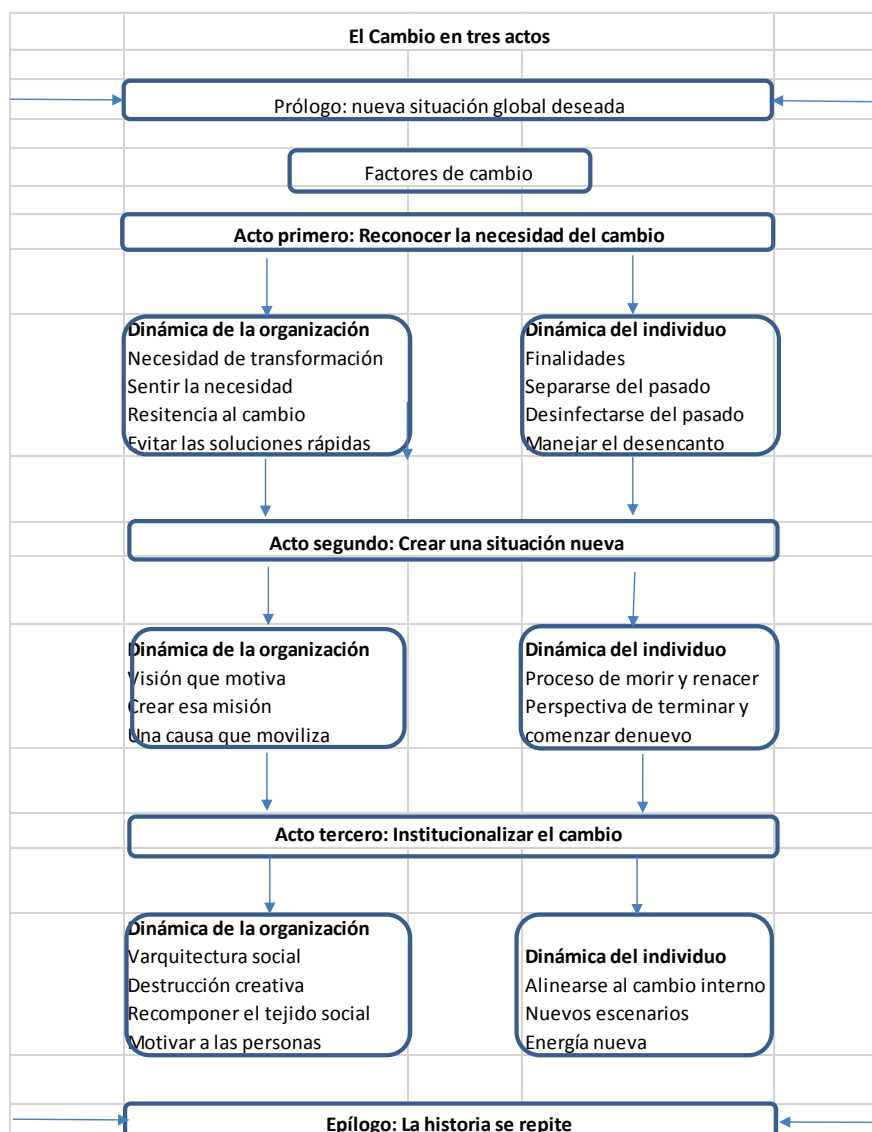 El Cambio en tres actos
Prólogo: nueva situación global deseada
Factores de cambio
Acto primero: Reconocer la necesidad del cambio
Dinámica de la organización
Necesidad de transformación
Sentir la necesidad
Resitencia al cambio
Evitar las soluciones rápidas
Dinámica del individuo
Finalidades
Separarse del pasado
Desinfectarse del pasado
Manejar el desencanto
Acto segundo: Crear una situación nueva
Dinámica de la organización
Visión que motiva
Crear esa misión
Una causa que moviliza
Dinámica del individuo
Proceso de morir y renacer
Perspectiva de terminar y
comenzar denuevo
Acto tercero: Institucionalizar el cambio
Dinámica de la organización
Varquitectura social
Destrucción creativa
Recomponer el tejido social
Motivar a las personas
Dinámica del individuo
Alinearse al cambio interno
Nuevos escenarios
Energía nueva
Epílogo: La historia se repite